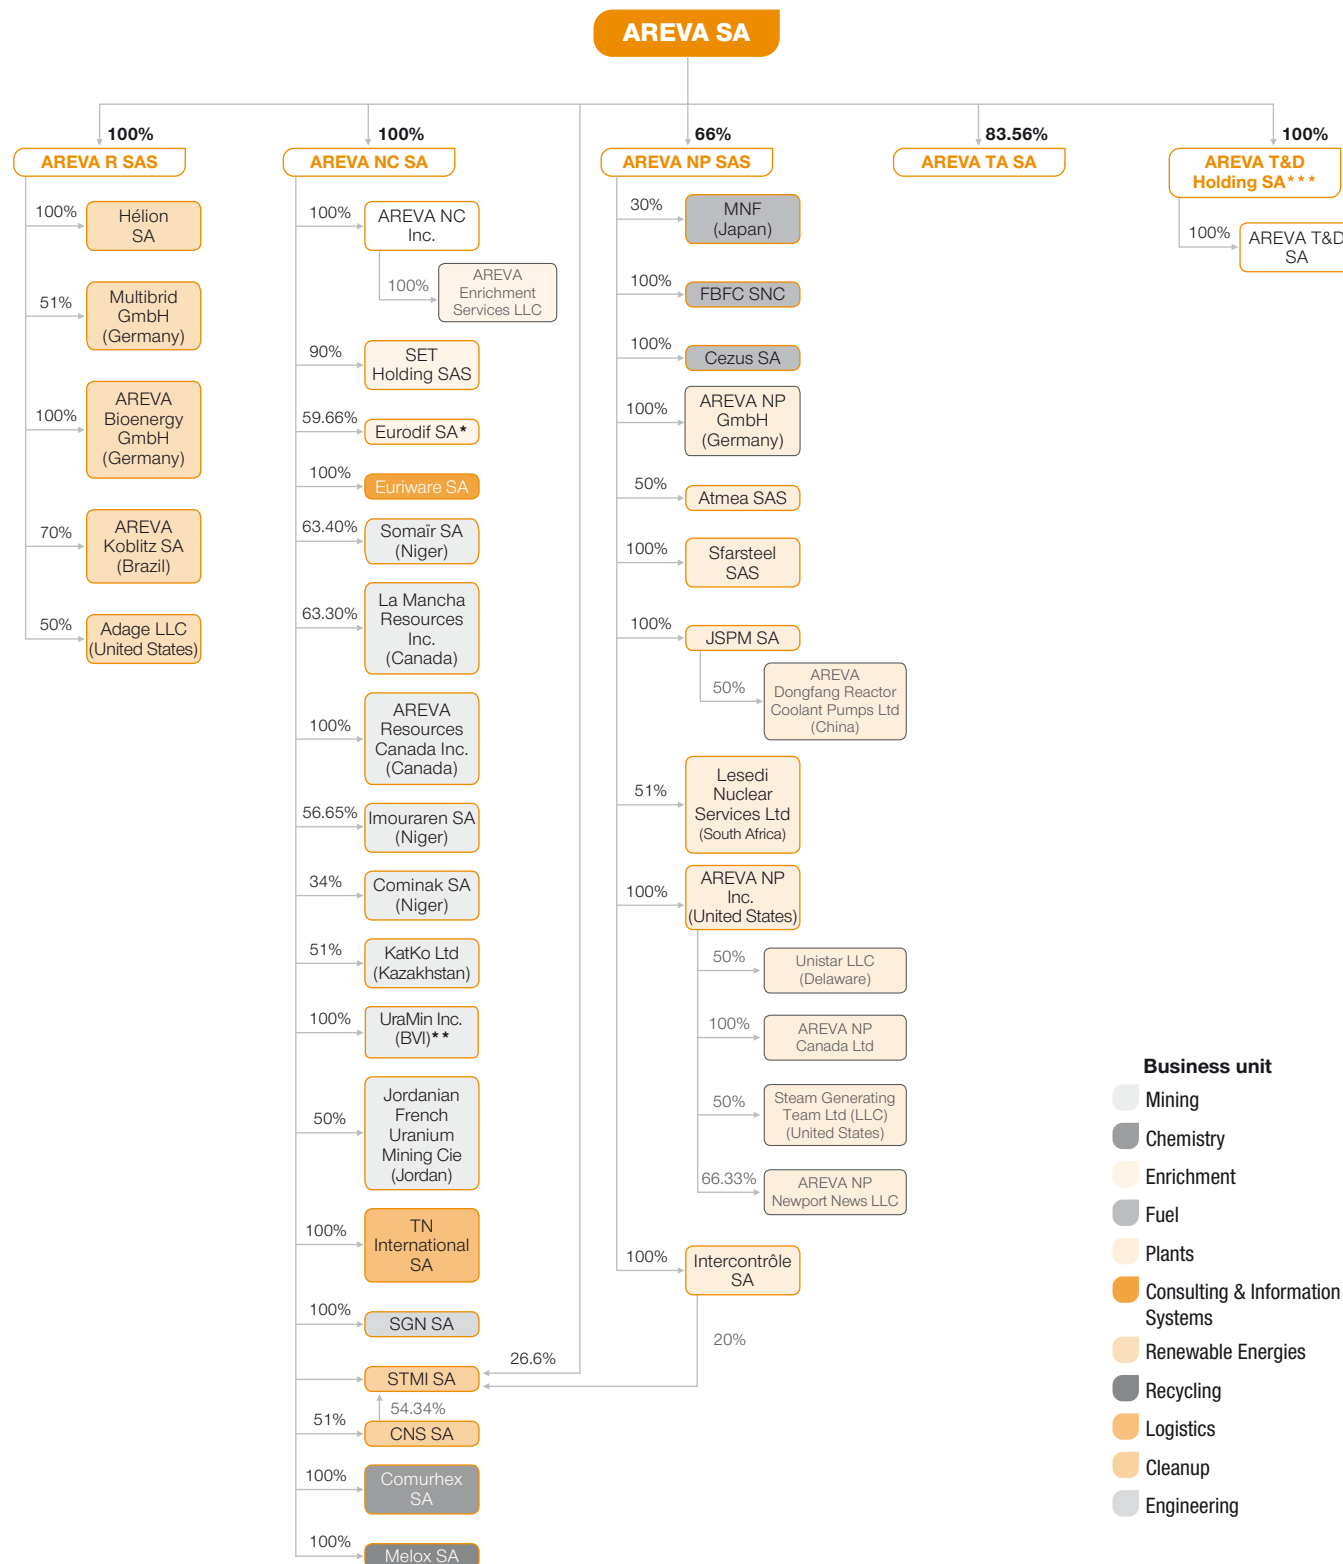 AREVA SA
100%
AREVA R SAS
100%
Hélion
SA
51%
Multibrid
GmbH
(Germany)
100%
AREVA
Bioenergy
GmbH
(Germany)
70%
AREVA
Koblitz SA
(Brazil)
50%
Adage LLC
(United States)
100%
AREVA NC SA
100%
AREVA NC
Inc.
100%
AREVA
Enrichment
Services LLC
90%
SET
Holding SAS
59.66%
Eurodif SA*
100%
Euriware SA
63.40%
Somaïr SA
(Niger)
63.30%
La Mancha
Resources
Inc.
(Canada)
100%
AREVA
Resources
Canada Inc.
(Canada)
56.65%
Imouraren SA
(Niger)
34%
Cominak SA
(Niger)
51%
KatKo Ltd
(Kazakhstan)
100%
UraMin Inc.
(BVI)**
50%
Jordanian
French
Uranium
Mining Cie
(Jordan)
100%
TN
International
SA
100%
SGN SA
26.6%
STMI SA
54.34%
51%
CNS SA
100%
Comurhex
SA
100%
Melox SA
66%
AREVA NP SAS
30%
MNF
(Japan)
100%
FBFC SNC
100%
Cezus SA
100%
AREVA NP
GmbH
(Germany)
50%
Atmea SAS
100%
Sfarsteel
SAS
100%
JSPM SA
50%
AREVA
Dongfang Reactor
Coolant Pumps Ltd
(China)
51%
Lesedi
Nuclear
Services Ltd
(South Africa)
100%
AREVA NP
Inc.
(United States)
50%
Unistar LLC
(Delaware)
100%
AREVA NP
Canada Ltd
50%
Steam Generating
Team Ltd (LLC)
(United States)
66.33%
AREVA NP
Newport News LLC
100%
Intercontrôle
SA
20%
83.56%
AREVA TA SA
100%
AREVA T&D
Holding SA***
100%
AREVA T&D
SA
Business unit
Mining
Chemistry
Enrichment
Fuel
Plants
Consulting & Information
Systems
Renewable Energies
Recycling
Logistics
Cleanup
Engineering